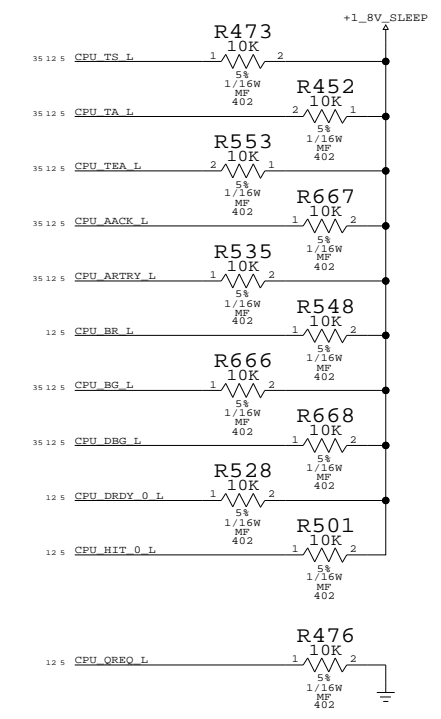 +1_8V_SLEEP
R473
10K
35 12 5 CPU_TS_L 1 2
5%
1/16W
MF
402
R452
10K
35 12 5 CPU_TA_L 2 1
5%
1/16W
MF
402
R553
10K
35 12 5 CPU_TEA_L 2 1
5%
1/16W
MF
402
R667
10K
35 12 5 CPU_AACK_L 1 2
5%
1/16W
MF
402
R535
10K
35 12 5 CPU_ARTRY_L 1 2
5%
1/16W
MF
402
R548
10K
12 5 CPU_BR_L 1 2
5%
1/16W
MF
402
R666
10K
35 12 5 CPU_BG_L 1 2
5%
1/16W
MF
402
R668
10K
35 12 5 CPU_DBG_L 1 2
5%
1/16W
MF
402
R528
10K
12 5 CPU_DRDY_0_L 1 2
5%
1/16W
MF
402
R501
10K
12 5 CPU_HIT_0_L 1 2
5%
1/16W
MF
402
R476
10K
12 5 CPU_QREQ_L 1 2
5%
1/16W
MF
402